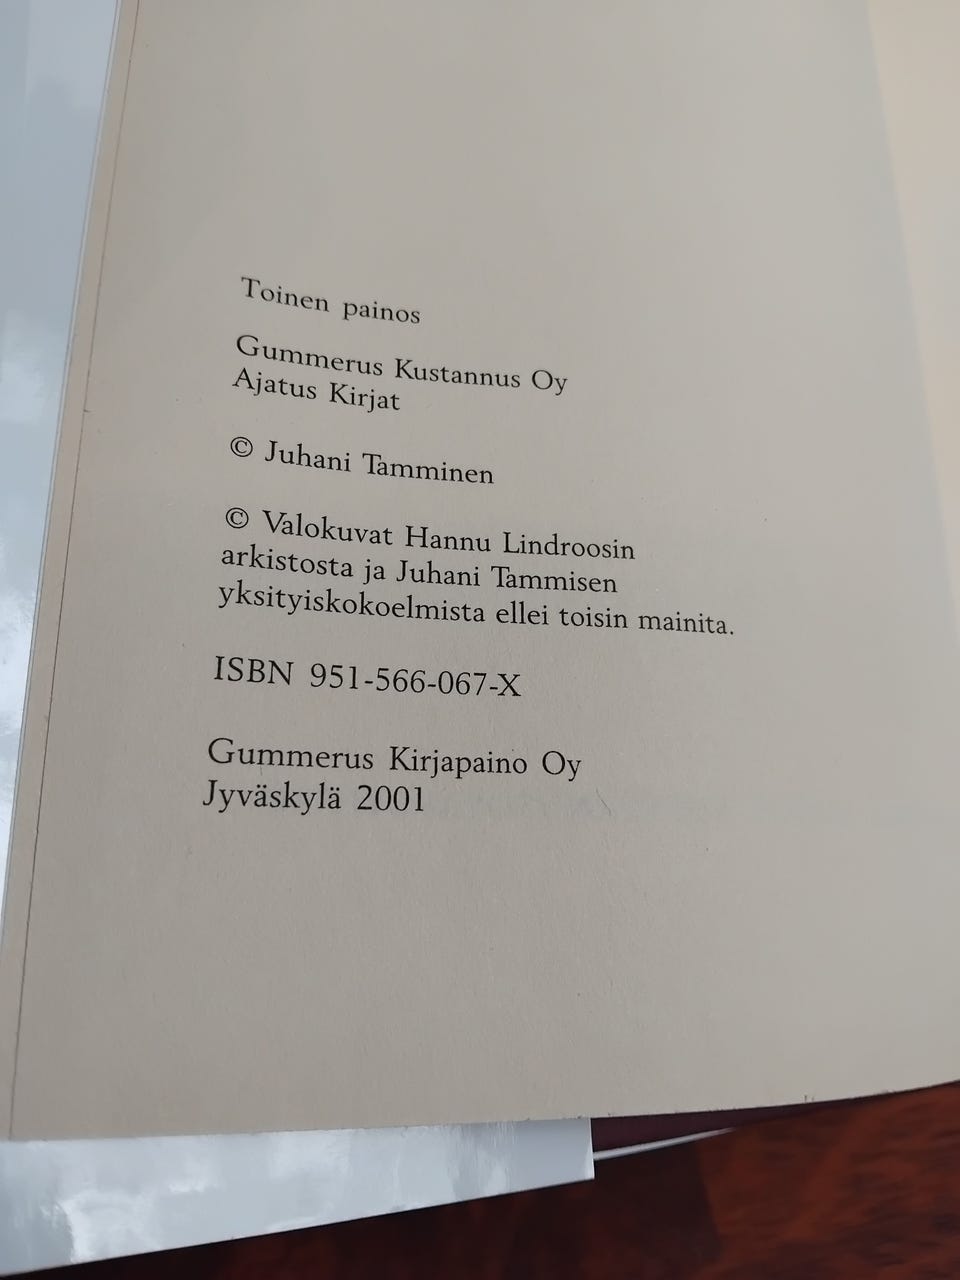 Toinen painos
Gummerus Kustannus Oy
Ajatus Kirjat
© Juhani Tamminen
© Valokuvat Hannu Lindroosin
arkistosta ja Juhani Tammisen
yksityiskokoelmista ellei toisin mainita.
ISBN 951-566-067-X
Gummerus Kirjapaino Oy
Jyväskylä 2001